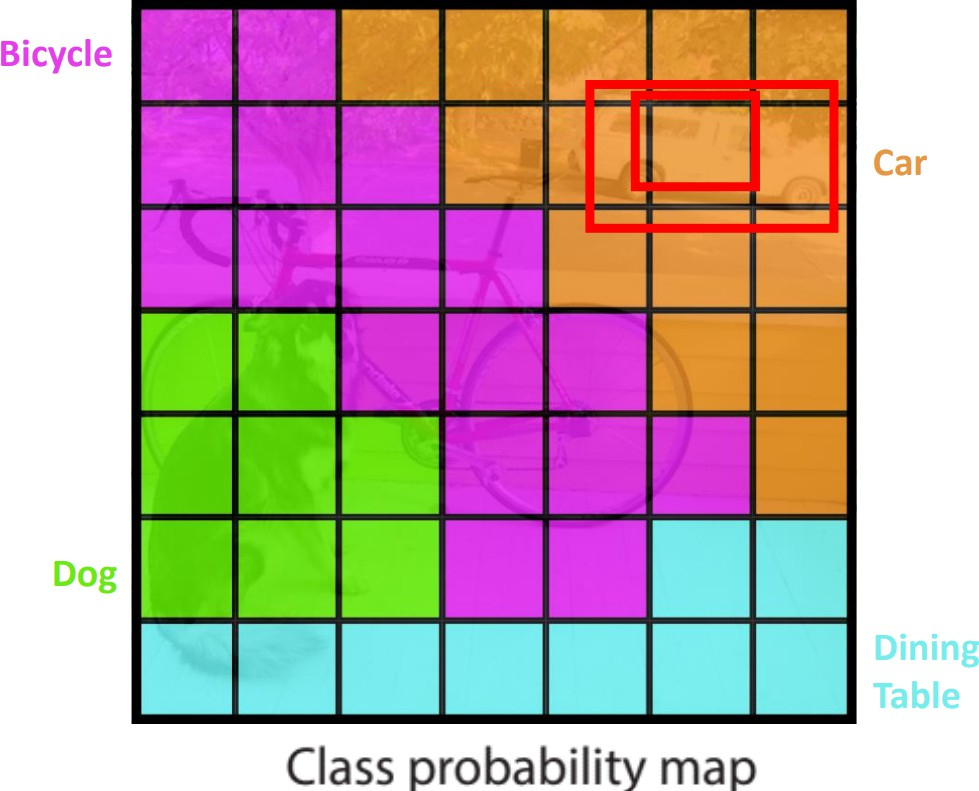 Bicycle
Car
Dog
Dining
Table
Class probability map